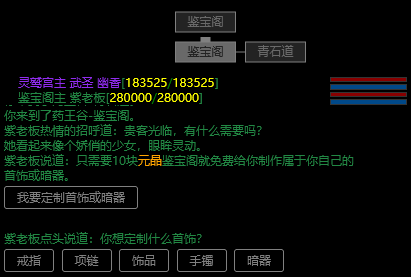 鉴宝阁
鉴宝阁 青石道
灵鹫宫主 武圣 幽香[183525/183525]
鉴宝阁主 紫老板[280000/280000]
你来到了药王谷-鉴宝阁。
紫老板热情的招呼道：贵客光临，有什么需要吗?
她看起来像个娇俏的少女，眼眸灵动。
紫老板说道：只需要10块元晶鉴宝阁就免费给你制作属于你自己的
首饰或暗器。
我要定制首饰或暗器
紫老板点头说道：你想定制什么首饰?
戒指 项链 饰品 手镯 暗器